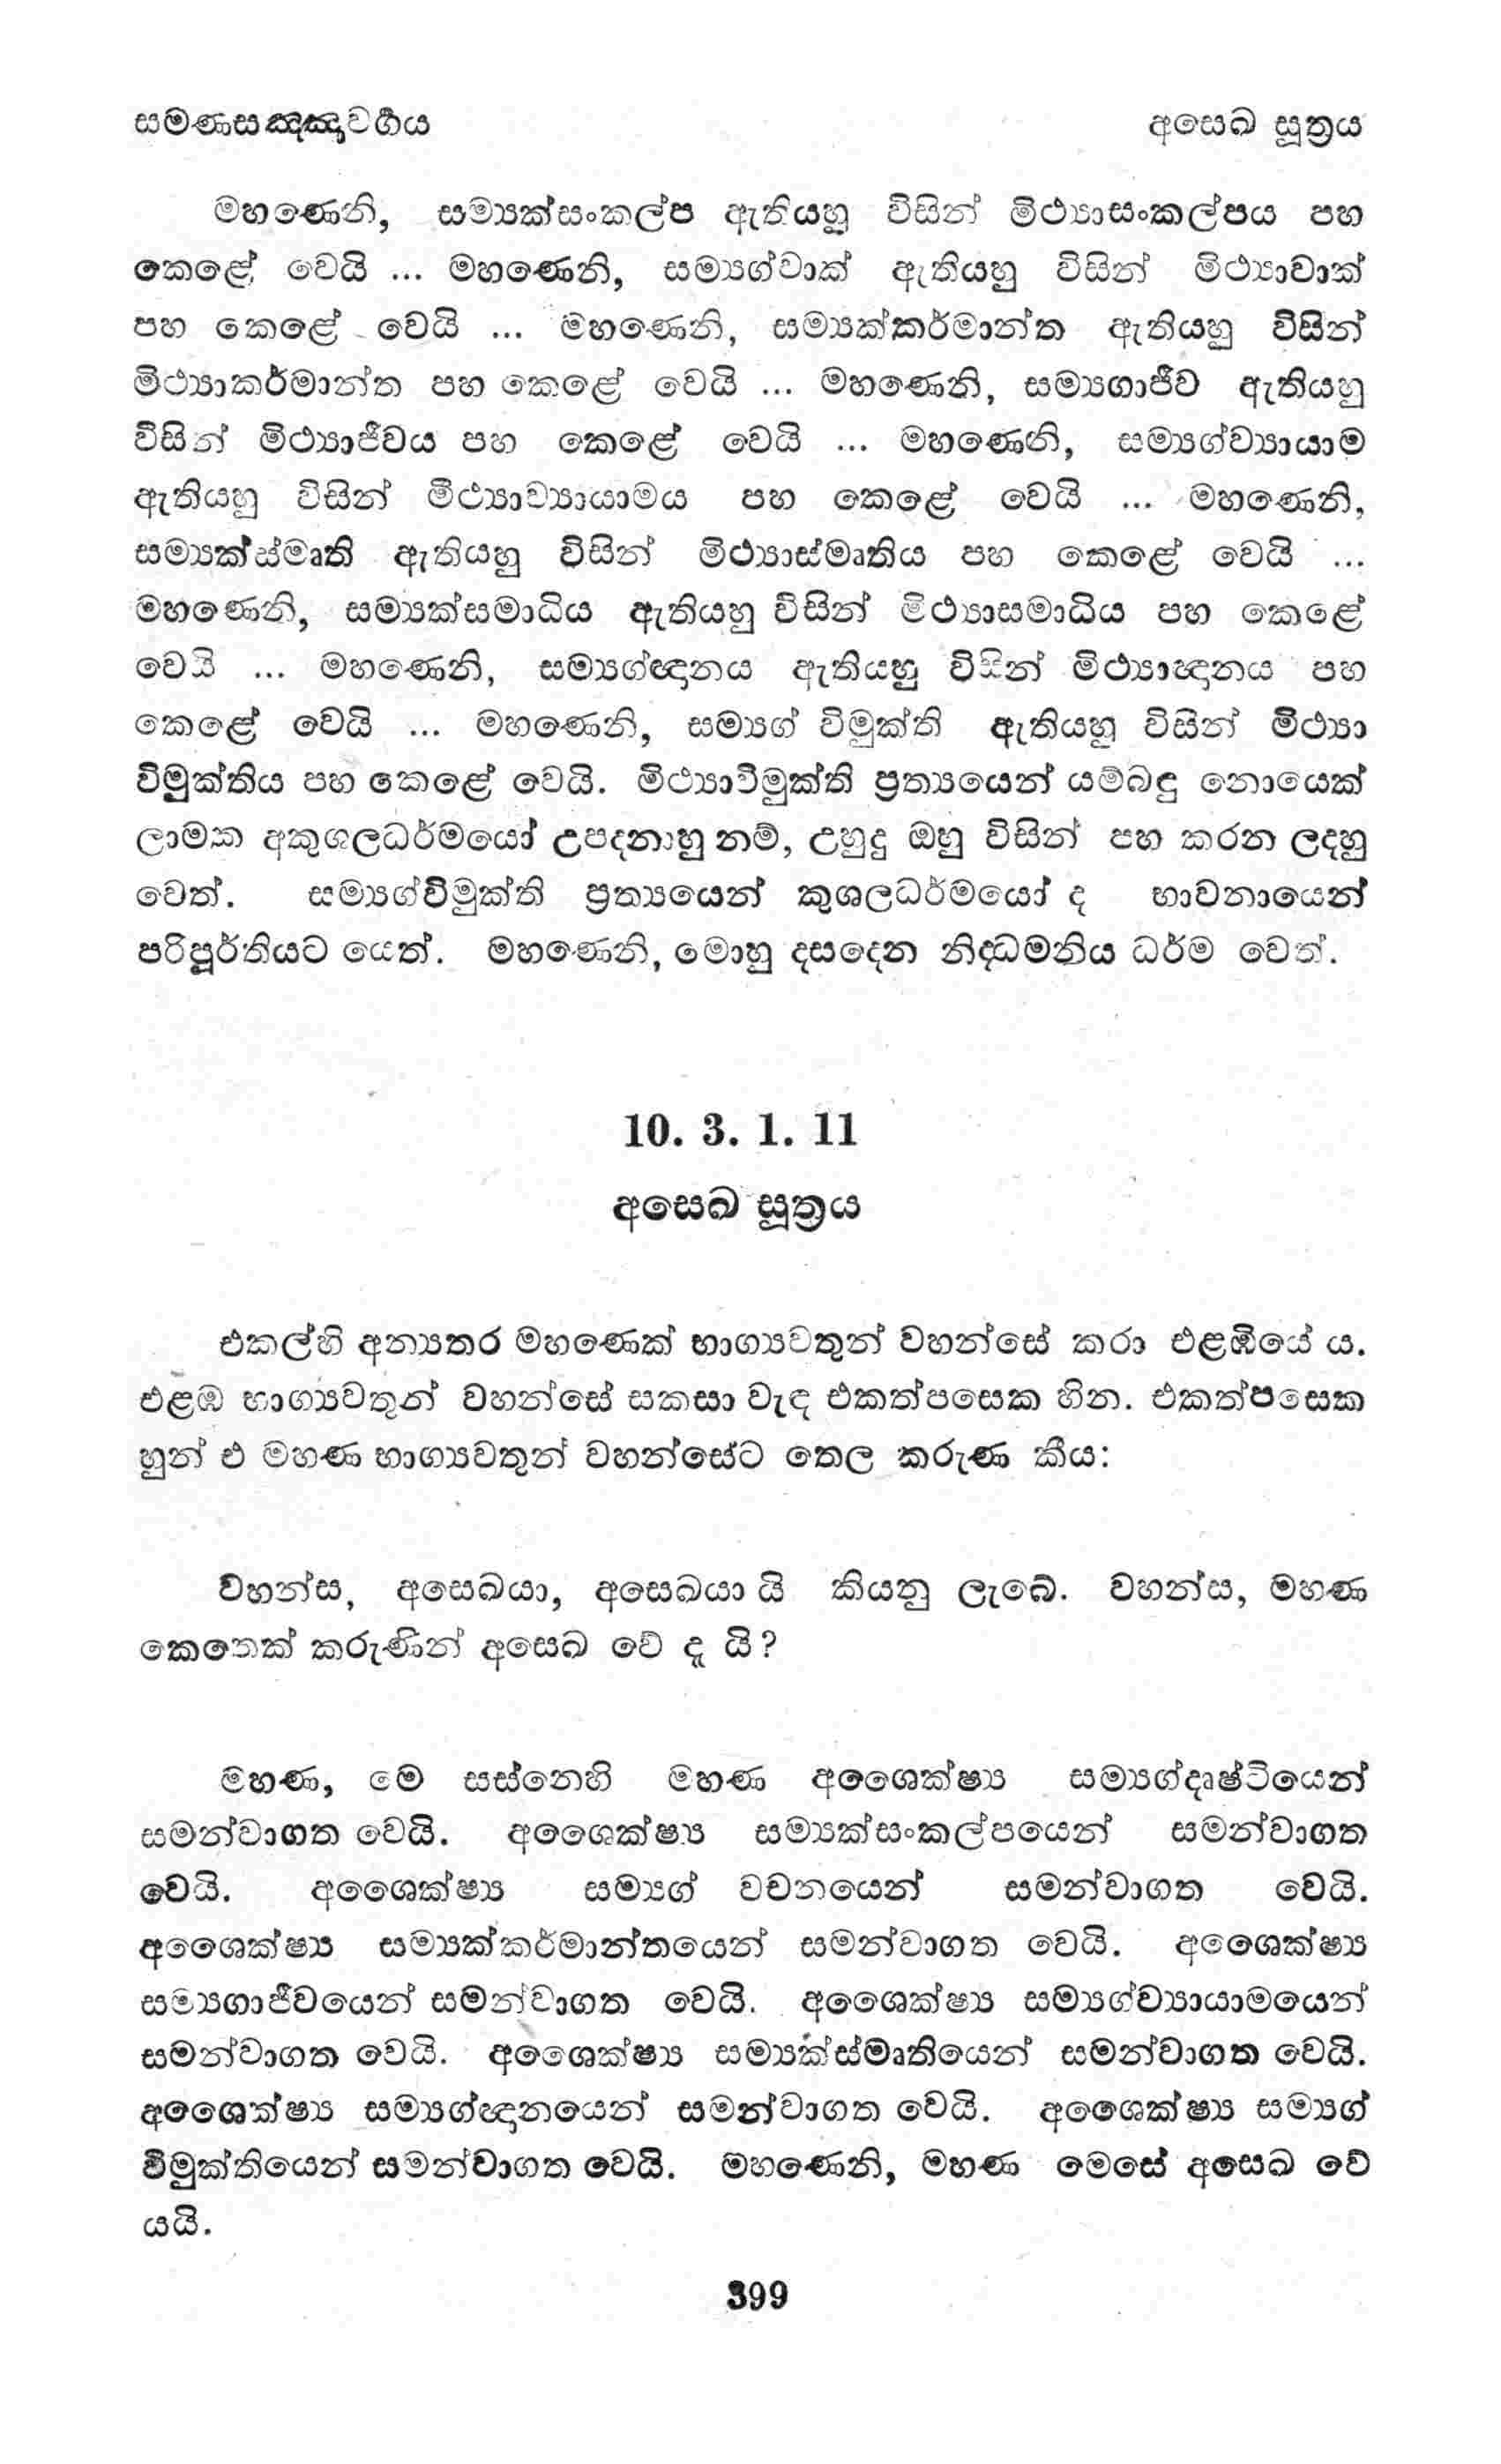 සමණසඤ්ඤාවර්‍ගය අසෙඛ සූත්‍රය
මහණෙනි, සම්‍යක්සංකල්ප ඇතියහු විසින් මිථ්‍යාසංකල්පය පහ
කෙළේ වෙයි ... මහණෙනි, සම්‍යග්වාක් ඇතියහු විසින් මිථ්‍යාවාක්
පහ කෙළේ වෙයි ... මහණෙනි, සම්‍යක්කර්මාන්ත ඇතියහු විසින්
මිථ්‍යාකර්මාන්ත පහ කෙළේ වෙයි ... මහණෙනි, සම්‍යගාජීව ඇතියහු
විසින් මිථ්‍යාජීවය පහ කෙළේ වෙයි ... මහණෙනි, සම්‍යග්ව්‍යායාම
ඇතියහු විසින් මිථ්‍යාව්‍යායාමය පහ කෙළේ වෙයි ... මහණෙනි,
සම්‍යක්ස්මෘති ඇතියහු විසින් මිථ්‍යාස්මෘතිය පහ කෙළේ වෙයි ...
මහණෙනි, සම්‍යක්සමාධිය ඇතියහු විසින් මිථ්‍යාසමාධිය පහ කෙළේ
වෙයි ... මහණෙනි, සම්‍යග්ඥානය ඇතියහු විසින් මිථ්‍යාඥානය පහ
කෙළේ වෙයි ... මහණෙනි, සම්‍යග් විමුක්ති ඇතියහු විසින් මිථ්‍යා
විමුක්තිය පහ කෙළේ වෙයි. මිථ්‍යාවිමුක්ති ප්‍රත්‍යයෙන් යම්බඳු නොයෙක්
ලාමක අකුශලධර්මයෝ උපදනාහු නම්, උහුදු ඔහු විසින් පහ කරන ලදහු
වෙත්. සම්‍යග්විමුක්ති ප්‍රත්‍යයෙන් කුශලධර්මයෝ ද භාවනායෙන්
පරිපූර්තියට යෙත්. මහණෙනි, මොහු දසදෙන නිද්ධමනිය ධර්ම වෙත්.
10. 3. 1. 11
අසෙඛ සූත්‍රය
එකල්හි අන්‍යතර මහණෙක් භාග්‍යවතුන් වහන්සේ කරා එළඹියේ ය.
එළඹ භාග්‍යවතුන් වහන්සේ සකසා වැඳ එකත්පසෙක හින. එකත්පසෙක
හුන් එ මහණ භාග්‍යවතුන් වහන්සේට තෙල කරුණ කීය:
වහන්ස, අසෙඛයා, අසෙඛයා යි කියනු ලැබේ. වහන්ස, මහණ
කෙතෙක් කරුණින් අසෙඛ වේ දැ යි?
මහණ, මෙ සස්නෙහි මහණ අශෛක්ෂ්‍ය සම්‍යග්දෘෂ්ටියෙන්
සමන්වාගත වෙයි. අශෛක්ෂ්‍ය සම්‍යක්සංකල්පයෙන් සමන්වාගත
වෙයි. අශෛක්ෂ්‍ය සම්‍යග් වචනයෙන් සමන්වාගත වෙයි.
අශෛක්ෂ්‍ය සම්‍යක්කර්මාන්තයෙන් සමන්වාගත වෙයි. අශෛක්ෂ්‍ය
සම්‍යගාජීවයෙන් සමන්වාගත වෙයි. අශෛක්ෂ්‍ය සම්‍යග්ව්‍යායාමයෙන්
සමන්වාගත වෙයි. අශෛක්ෂ්‍ය සම්‍යක්ස්මෘතියෙන් සමන්වාගත වෙයි.
අශෛක්ෂ්‍ය සම්‍යග්ඥානයෙන් සමන්වාගත වෙයි. අශෛක්ෂ්‍ය සම්‍යග්
විමුක්තියෙන් සමන්වාගත වෙයි. මහණෙනි, මහණ මෙසේ අසෙඛ වේ
යයි.
399